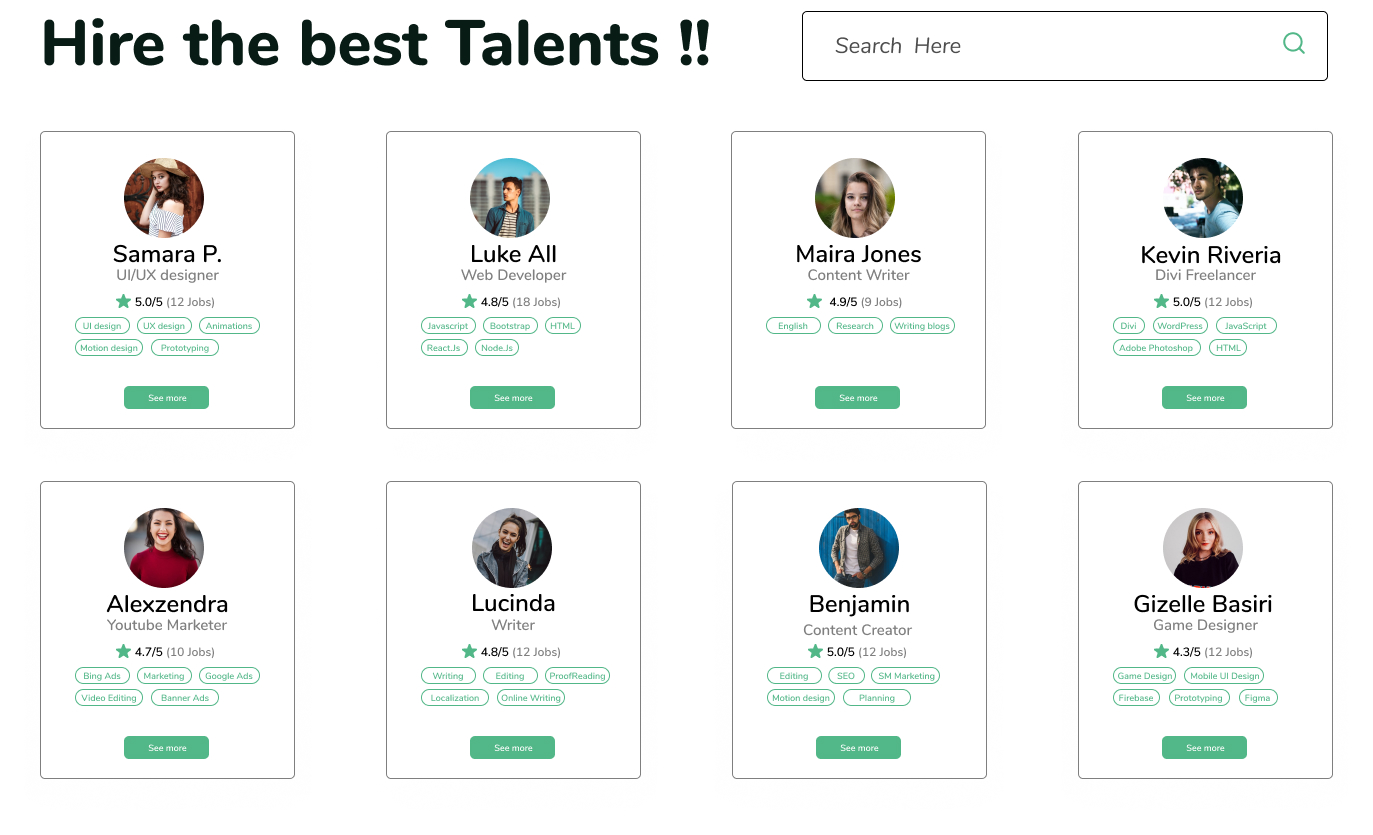 Hire the best Talents !!
Search Here
Samara P.
UI/UX designer
5.0/5 (12 Jobs)
UI design UX design Animations
Motion design Prototyping
See more
Luke All
Web Developer
4.8/5 (18 Jobs)
Javascript Bootstrap HTML
React.Js Node.Js
See more
Maira Jones
Content Writer
4.9/5 (9 Jobs)
English Research Writing blogs
See more
Kevin Riveria
Divi Freelancer
5.0/5 (12 Jobs)
Divi WordPress JavaScript
Adobe Photoshop HTML
See more
Alexzendra
Youtube Marketer
4.7/5 (10 Jobs)
Bing Ads Marketing Google Ads
Video Editing Banner Ads
See more
Lucinda
Writer
4.8/5 (12 Jobs)
Writing Editing ProofReading
Localization Online Writing
See more
Benjamin
Content Creator
5.0/5 (12 Jobs)
Editing SEO SM Marketing
Motion design Planning
See more
Gizelle Basiri
Game Designer
4.3/5 (12 Jobs)
Game Design Mobile UI Design
Firebase Prototyping Figma
See more